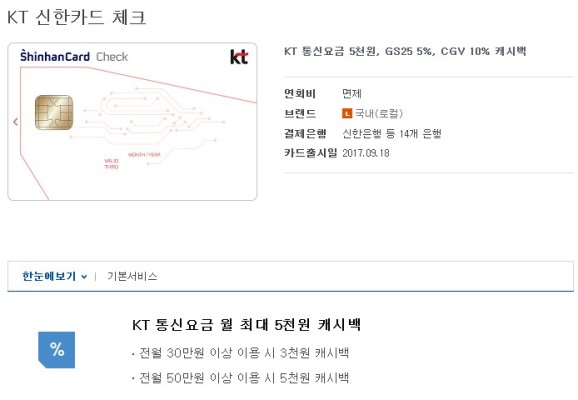 KT 신한카드 체크
ShinhanCard Check
kt
MONTH/YEAR
VALID
THRU
KT 통신요금 5천원, GS25 5%, CGV 10% 캐시백
연회비 면제
브랜드 L 국내(로컬)
결제은행 신한은행 등 14개 은행
카드출시일 2017.09.18
한눈에보기 | 기본서비스
%
KT 통신요금 월 최대 5천원 캐시백
· 전월 30만원 이상 이용 시 3천원 캐시백
· 전월 50만원 이상 이용 시 5천원 캐시백